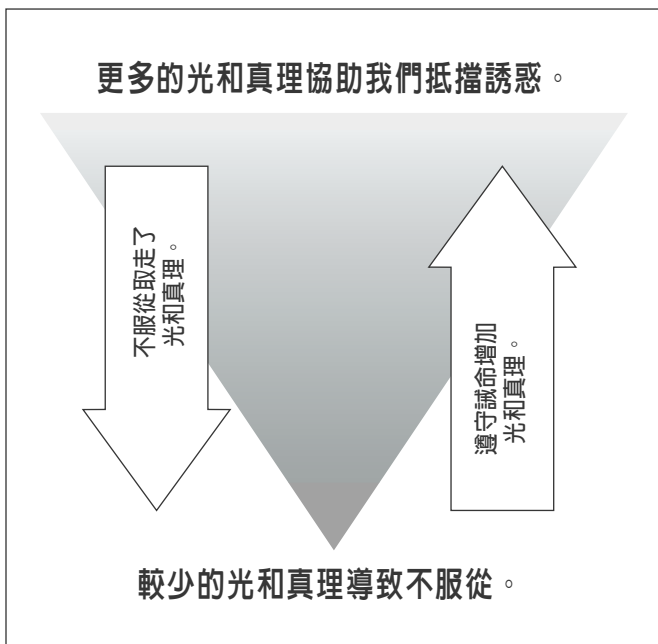 更多的光和真理協助我們抵擋誘惑。
不服從取走了
光和真理。
遵守誡命增加
光和真理。
較少的光和真理導致不服從。